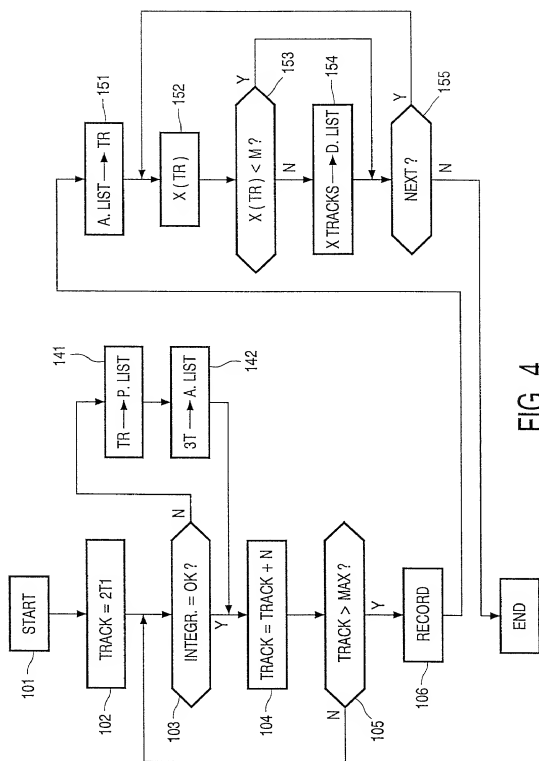 101
START
102
TRACK = 2T1
103
INTEGR. = OK ?
N
Y
141
TR → P. LIST
142
3T → A. LIST
104
TRACK = TRACK + N
105
TRACK > MAX ?
N
Y
106
RECORD
151
A. LIST → TR
152
X ( TR )
153
X ( TR ) < M ?
Y
N
154
X TRACKS → D. LIST
155
NEXT ?
Y
N
END
FIG. 4